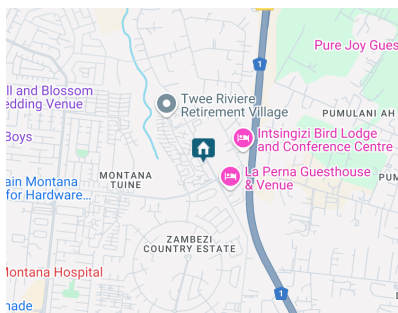 Pure Joy Gues
1
ll and Blossom
edding Venue
Twee Riviere
Retirement Village
PUMULANI AH
Boys
Intsingizi Bird Lodge
and Conference Centre
La Perna Guesthouse
& Venue
PUM
MONTANA
TUINE
ain Montana
for Hardware...
ZAMBEZI
COUNTRY ESTATE
Montana Hospital
1
nade